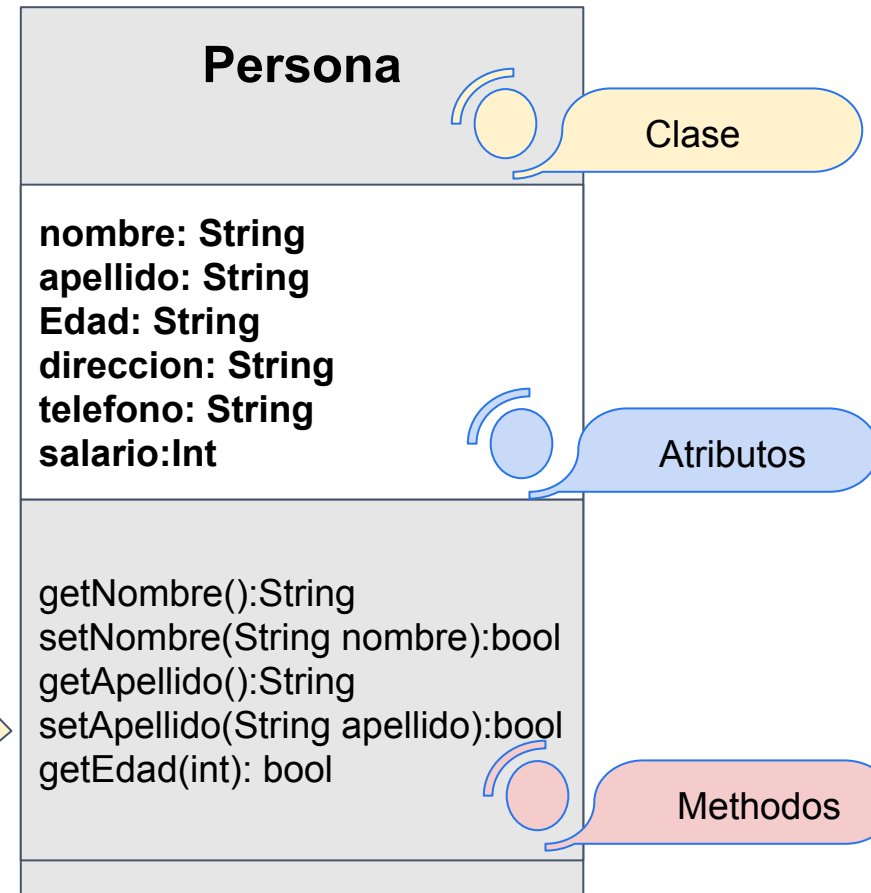 Persona
Clase
nombre: String
apellido: String
Edad: String
direccion: String
telefono: String
salario:Int
Atributos
getNombre():String
setNombre(String nombre):bool
getApellido():String
setApellido(String apellido):bool
getEdad(int): bool
Methodos